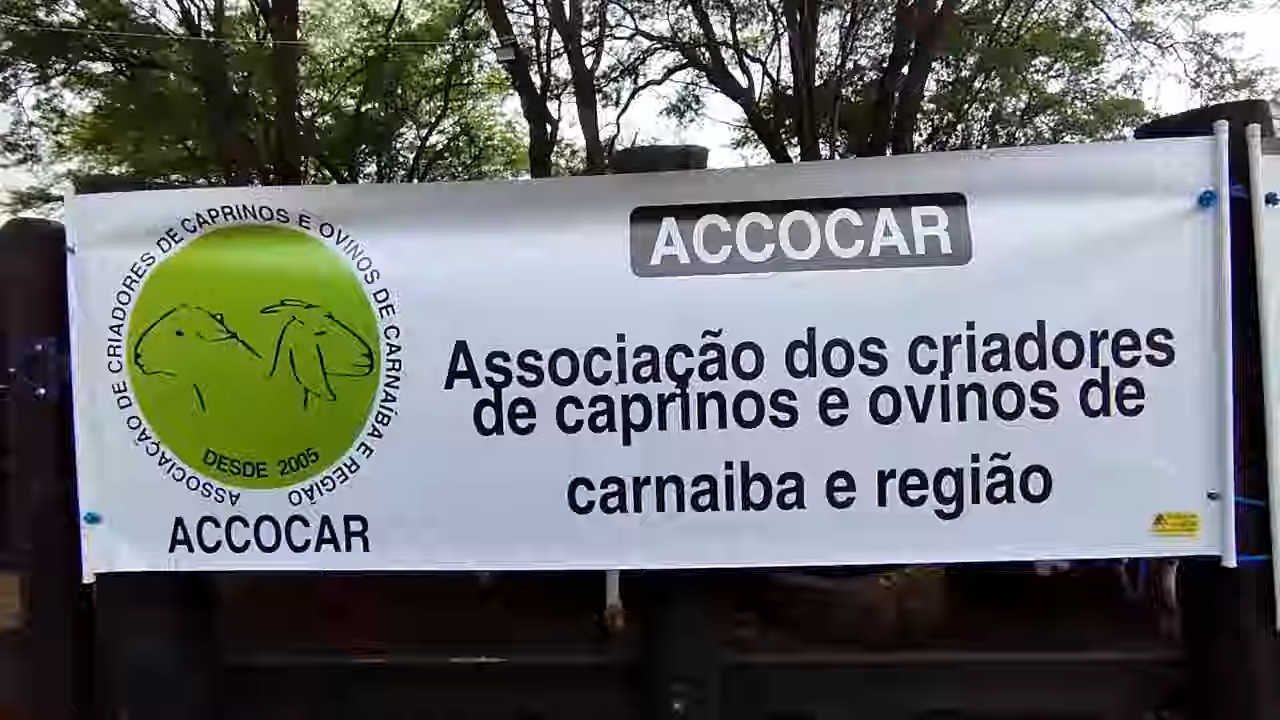 ASSOCIAÇÃO DE CRIADORES DE CAPRINOS E OVINOS DE CARNAÍBA E REGIÃO
DESDE 2005
ACCOCAR
ACCOCAR
Associação dos criadores
de caprinos e ovinos de
carnaiba e região